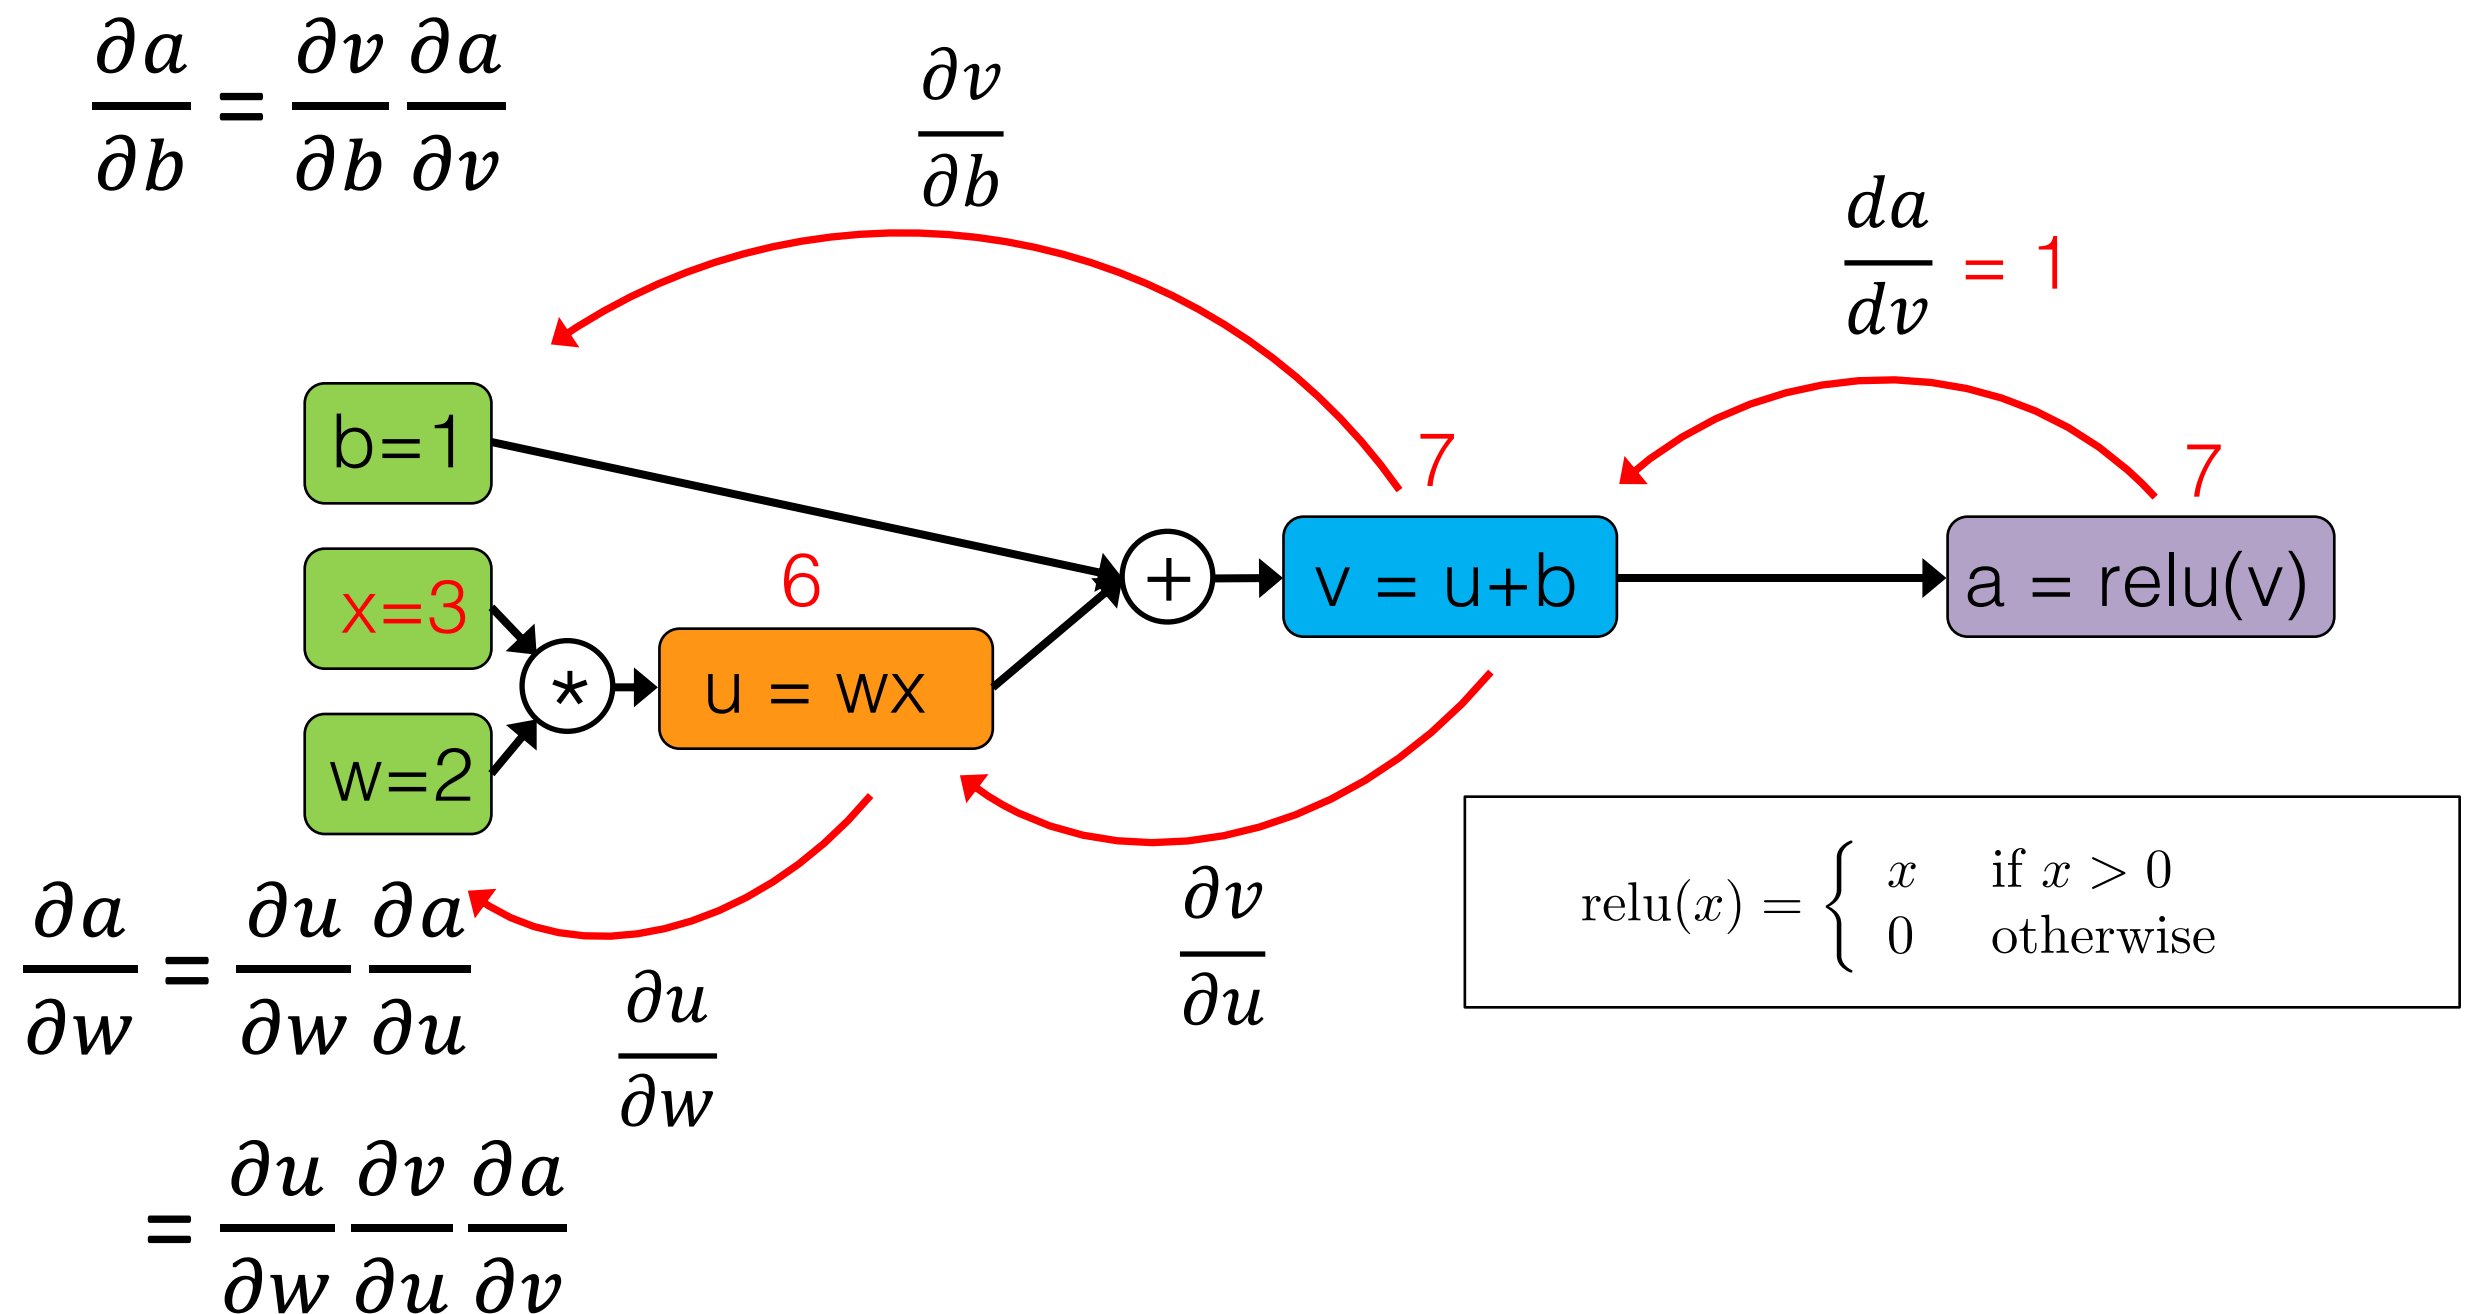 ∂a/∂b = ∂v/∂b ∂a/∂v
∂v/∂b
da/dv = 1
b=1
7
7
x=3
6
+
v = u+b
a = relu(v)
*
u = wx
w=2
relu(x) = { x if x > 0
0 otherwise
∂a/∂w = ∂u/∂w ∂a/∂u
∂v/∂u
∂u/∂w
= ∂u/∂w ∂v/∂u ∂a/∂v